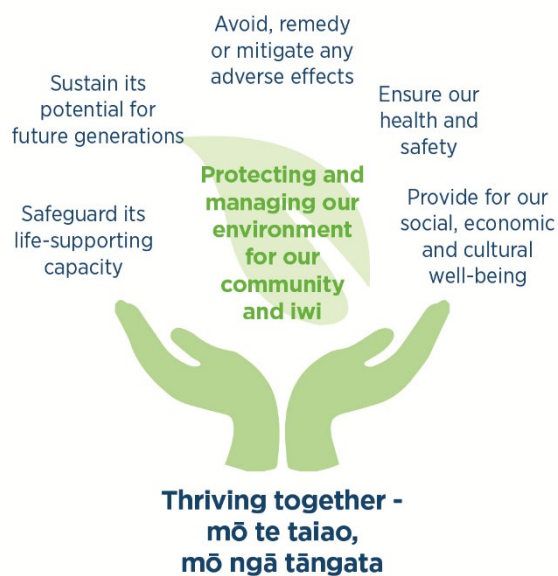 Avoid, remedy
or mitigate any
adverse effects
Sustain its
potential for
future generations
Ensure our
health and
safety
Safeguard its
life-supporting
capacity
Protecting and
managing our
environment
for our
community
and iwi
Provide for our
social, economic
and cultural
well-being
Thriving together -
mō te taiao,
mō ngā tāngata